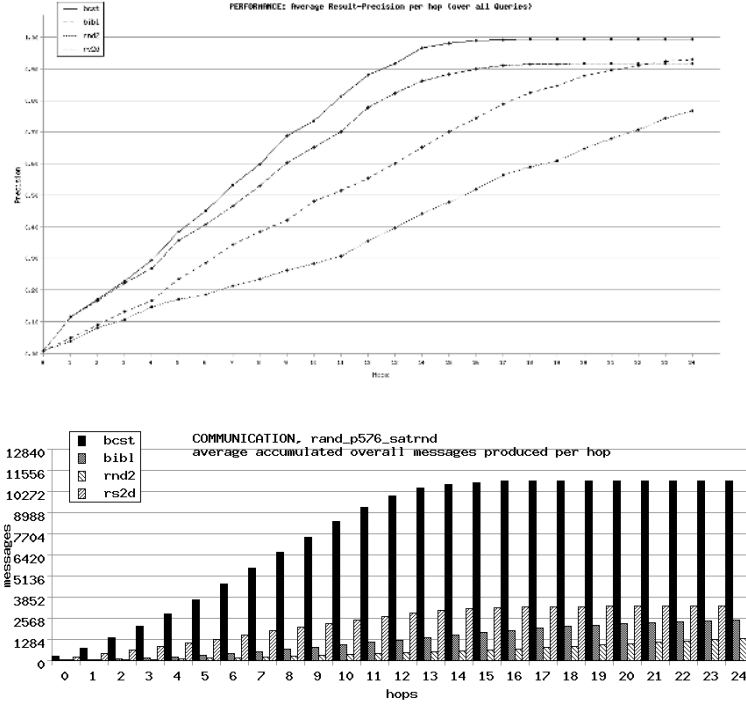 bcst
bibl
rnd2
rs2d
PERFORMANCE: Average Result-Precision per hop (over all Queries)
Precision
0 1 2 3 4 5 6 7 8 9 10 11 12 13 14 15 16 17 18 19 20 21 22 23 24
Hops
bcst
bibl
rnd2
rs2d
COMMUNICATION, rand_p576_satrnd
average accumulated overall messages produced per hop
12840
11556
10272
8988
7704
6420
5136
3852
2568
1284
0
messages
0 1 2 3 4 5 6 7 8 9 10 11 12 13 14 15 16 17 18 19 20 21 22 23 24
hops